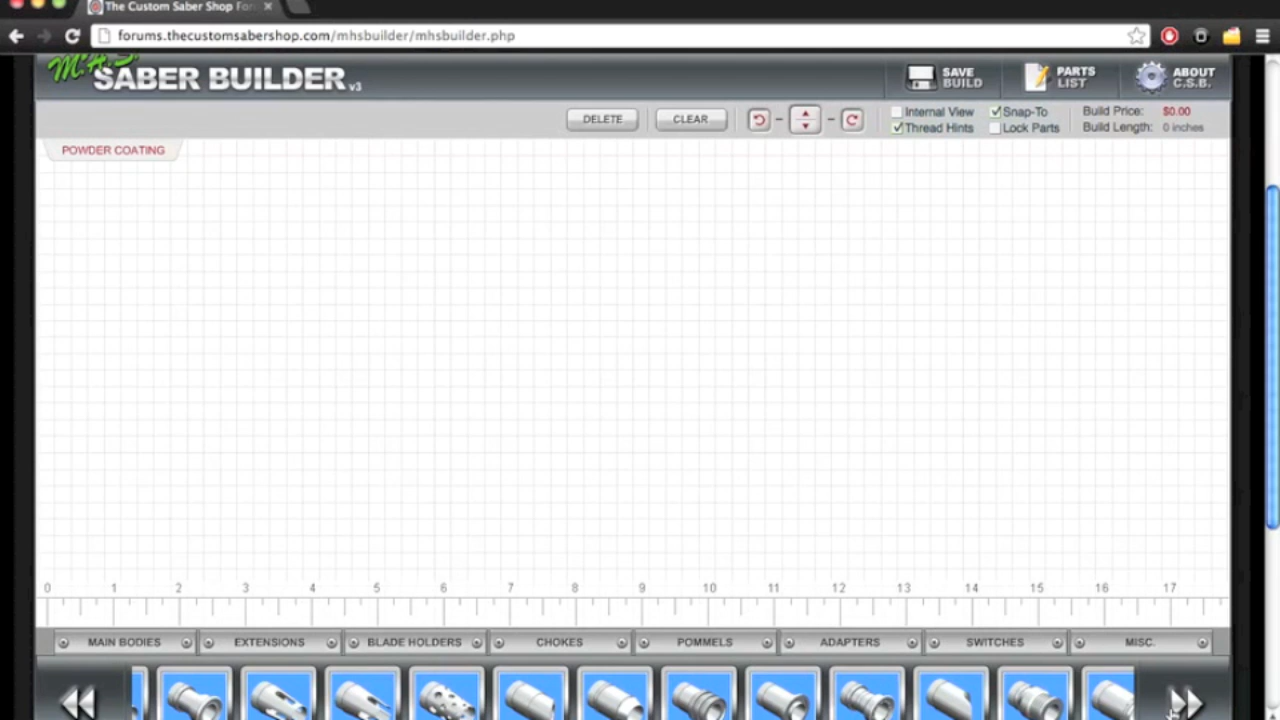 The Custom Saber Shop For
forums.thecustomsabershop.com/mhsbuilder/mhsbuilder.php
M.H.S.
SABER BUILDER v3
SAVE BUILD
PARTS LIST
ABOUT C.S.B.
DELETE
CLEAR
Internal View
Snap-To
Build Price: $0.00
Thread Hints
Lock Parts
Build Length: 0 inches
POWDER COATING
0 1 2 3 4 5 6 7 8 9 10 11 12 13 14 15 16 17
MAIN BODIES
EXTENSIONS
BLADE HOLDERS
CHOKES
POMMELS
ADAPTERS
SWITCHES
MISC.